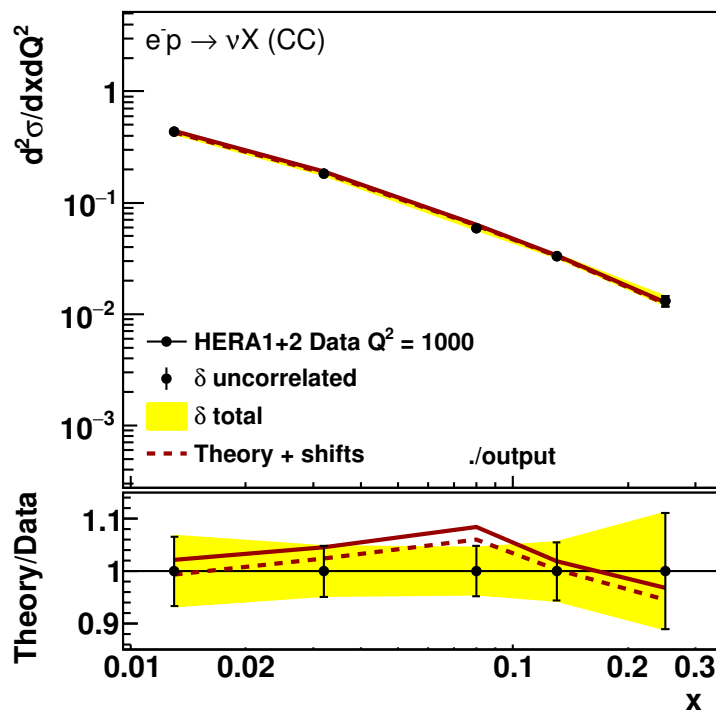 e⁻p → νX (CC)
d²σ/dxdQ²
1
10⁻¹
10⁻²
10⁻³
HERA1+2 Data Q² = 1000
δ uncorrelated
δ total
Theory + shifts
./output
Theory/Data
1.1
1
0.9
0.01 0.02 0.1 0.2 0.3
x